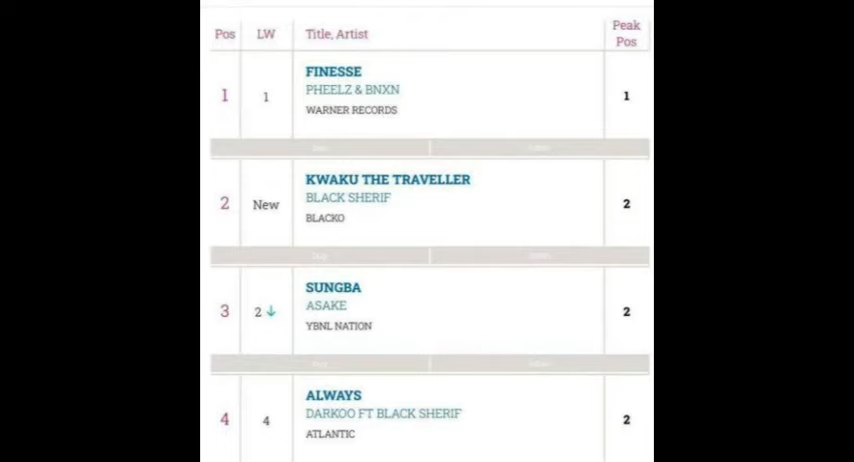 Pos LW Title, Artist Peak Pos
1 1 FINESSE 1
PHEELZ & BNXN
WARNER RECORDS
2 New KWAKU THE TRAVELLER 2
BLACK SHERIF
BLACKO
3 2 ↓ SUNGBA 2
ASAKE
YBNL NATION
4 4 ALWAYS 2
DARKOO FT BLACK SHERIF
ATLANTIC